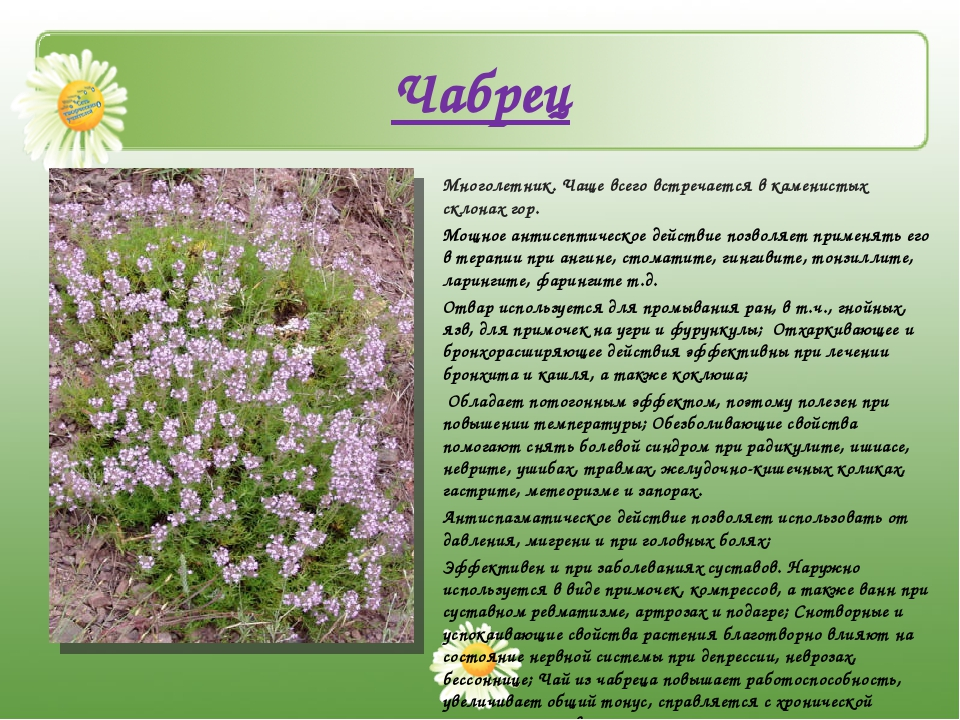 Чабрец
Многолетник. Чаще всего встречается в каменистых
склонах гор.
Мощное антисептическое действие позволяет применять его
в терапии при ангине, стоматите, гингивите, тонзиллите,
ларингите, фарингите т.д.
Отвар используется для промывания ран, в т.ч., гнойных,
язв, для примочек на угри и фурункулы; Отхаркивающее и
бронхорасширяющее действия эффективны при лечении
бронхита и кашля, а также коклюша;
Обладает потогонным эффектом, поэтому полезен при
повышении температуры; Обезболивающие свойства
помогают снять болевой синдром при радикулите, ишиасе,
неврите, ушибах, травмах, желудочно-кишечных коликах,
гастрите, метеоризме и запорах.
Антиспазматическое действие позволяет использовать от
давления, мигрени и при головных болях;
Эффективен и при заболеваниях суставов. Наружно
используется в виде примочек, компрессов, а также ванн при
суставном ревматизме, артрозах и подагре; Снотворные и
успокаивающие свойства растения благотворно влияют на
состояние нервной системы при депрессии, неврозах,
бессоннице; Чай из чабреца повышает работоспособность,
увеличивает общий тонус, справляется с хронической